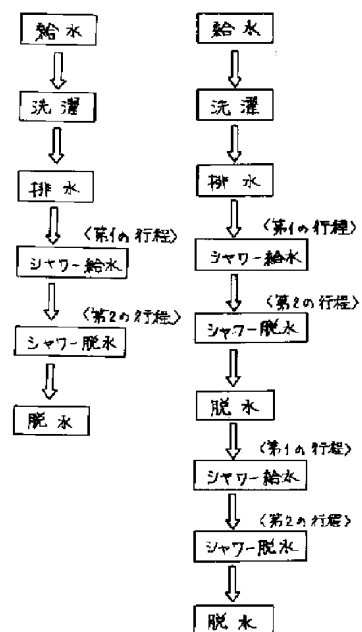 給水
洗濯
排水
〈第1の行程〉
シャワー給水
〈第2の行程〉
シャワー脱水
脱水
給水
洗濯
排水
〈第1の行程〉
シャワー給水
〈第2の行程〉
シャワー脱水
脱水
〈第1の行程〉
シャワー給水
〈第2の行程〉
シャワー脱水
脱水